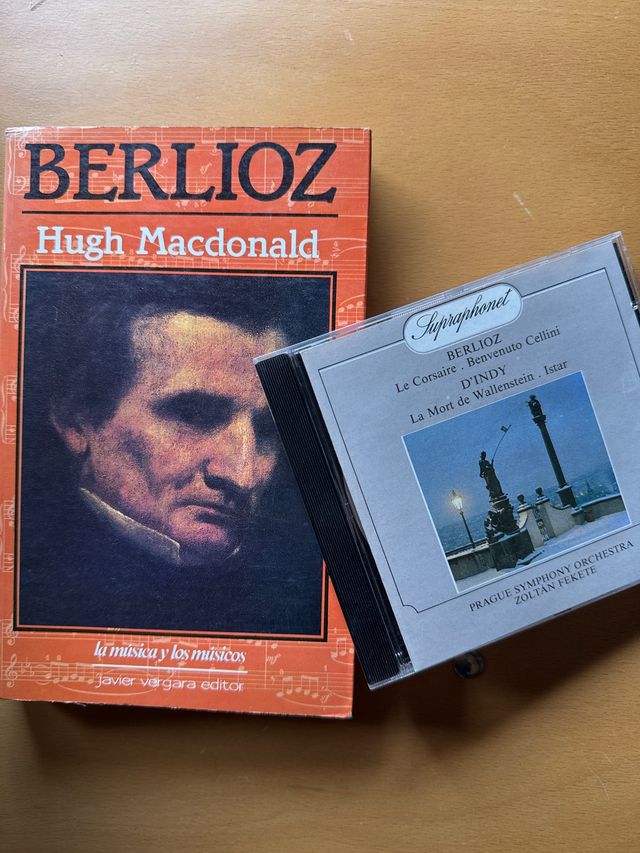 BERLIOZ
Hugh Macdonald
la música y los músicos
javier vergara editor
Supraphonet
BERLIOZ
Le Corsaire . Benvenuto Cellini
D'INDY
La Mort de Wallenstein . Istar
PRAGUE SYMPHONY ORCHESTRA
ZOLTÁN FEKETE